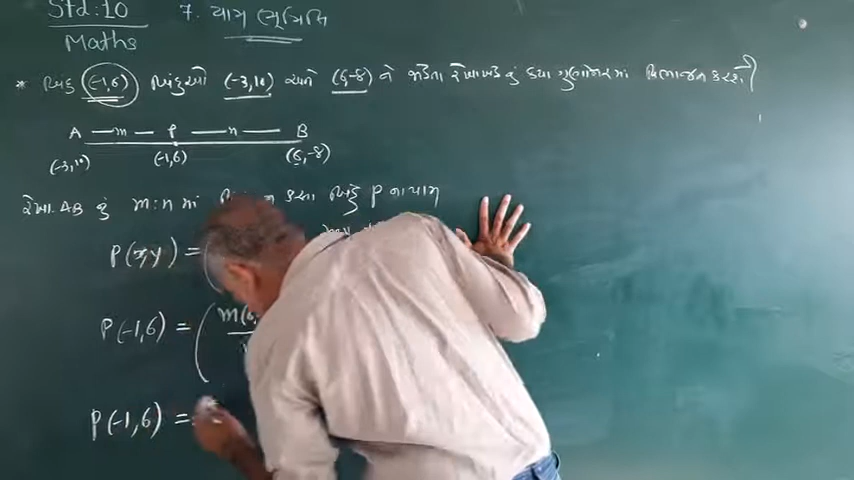 Std:10
Maths
7. યામ ભૂમિતિ
* બિંદુ (-1,6) બિંદુઓ (-3,10) અને (6,-8) ને જોડતા રેખાખંડનું કયા ગુણોત્તરમાં વિભાજન કરશે?
A m P n B
(-3,10) (-1,6) (6,-8)
રેખા AB નું m:n માં કરતા બિંદુ P ના યામ
P(x,y) =
P(-1,6) = ( m(6
P(-1,6) =